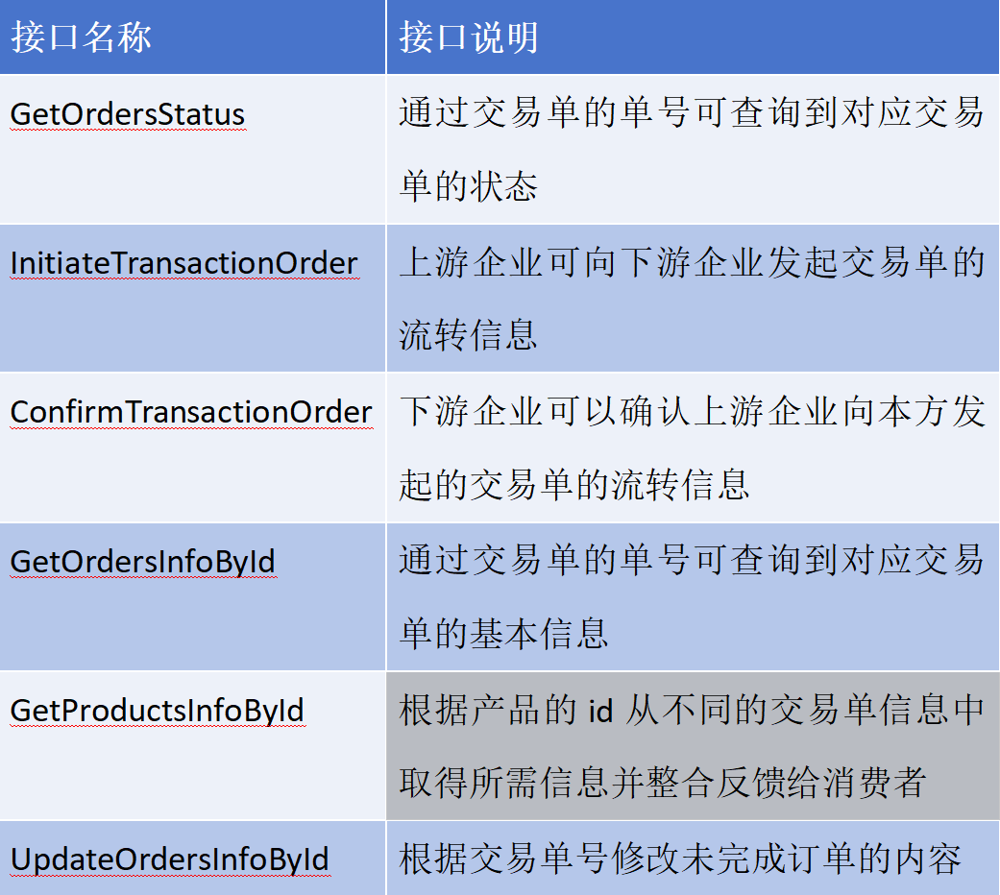 接口名称 接口说明
GetOrdersStatus 通过交易单的单号可查询到对应交易
单的状态
InitiateTransactionOrder 上游企业可向下游企业发起交易单的
流转信息
ConfirmTransactionOrder 下游企业可以确认上游企业向本方发
起的交易单的流转信息
GetOrdersInfoById 通过交易单的单号可查询到对应交易
单的基本信息
GetProductsInfoById 根据产品的 id 从不同的交易单信息中
取得所需信息并整合反馈给消费者
UpdateOrdersInfoById 根据交易单号修改未完成订单的内容